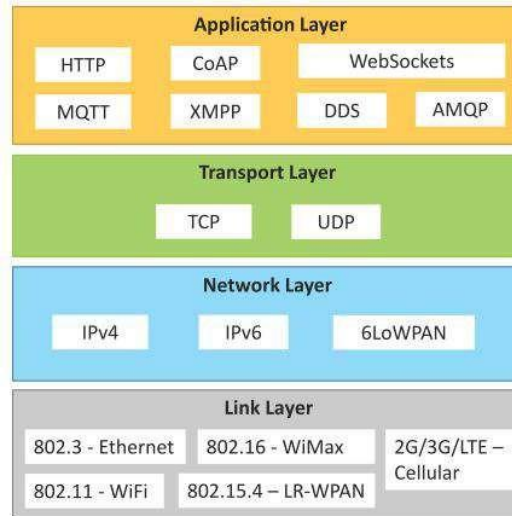 Application Layer
HTTP
CoAP
WebSockets
MQTT
XMPP
DDS
AMQP
Transport Layer
TCP
UDP
Network Layer
IPv4
IPv6
6LoWPAN
Link Layer
802.3 - Ethernet
802.16 - WiMax
2G/3G/LTE –
Cellular
802.11 - WiFi
802.15.4 – LR-WPAN